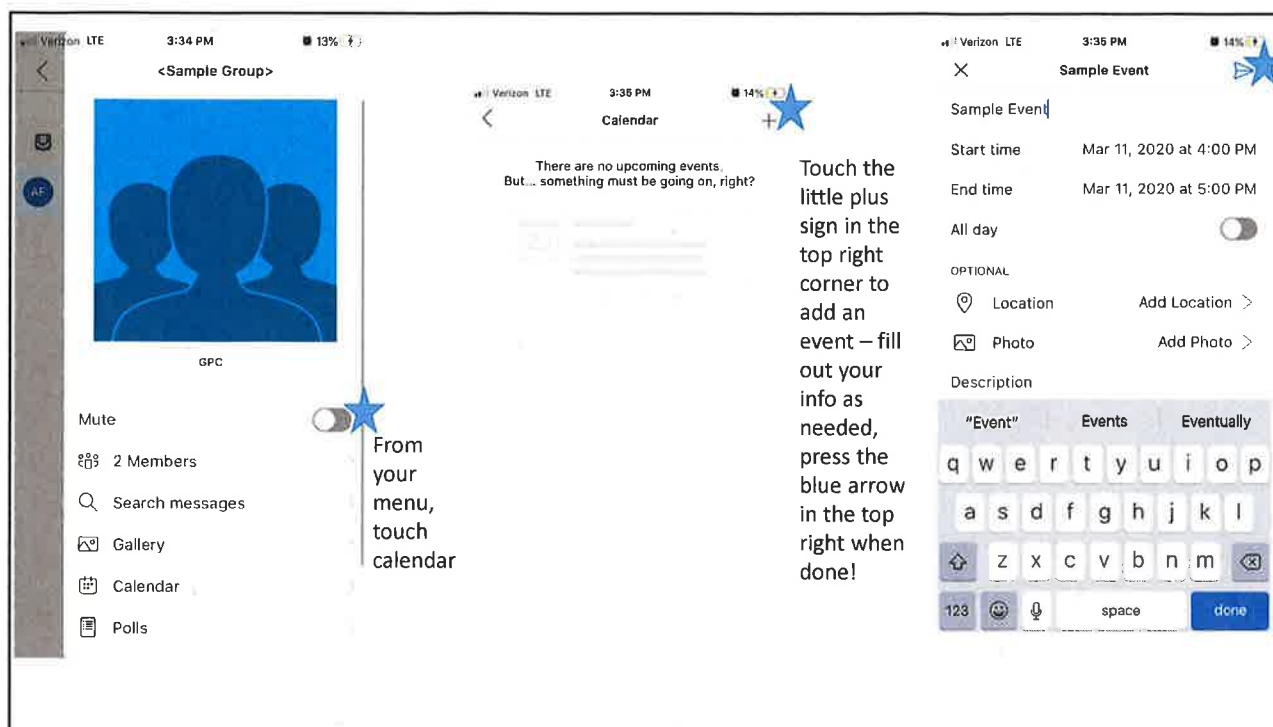 Verizon LTE 3:34 PM 13%
<Sample Group>
AF
GPC
Mute
2 Members
Search messages
Gallery
Calendar
Polls
From
your
menu,
touch
calendar
Verizon LTE 3:35 PM 14%
Calendar +
There are no upcoming events.
But... something must be going on, right?
Touch the
little plus
sign in the
top right
corner to
add an
event – fill
out your
info as
needed,
press the
blue arrow
in the top
right when
done!
Verizon LTE 3:35 PM 14%
Sample Event
Sample Event
Start time Mar 11, 2020 at 4:00 PM
End time Mar 11, 2020 at 5:00 PM
All day
OPTIONAL
Location Add Location >
Photo Add Photo >
Description
"Event" Events Eventually
q w e r t y u i o p
a s d f g h j k l
z x c v b n m
123 space done